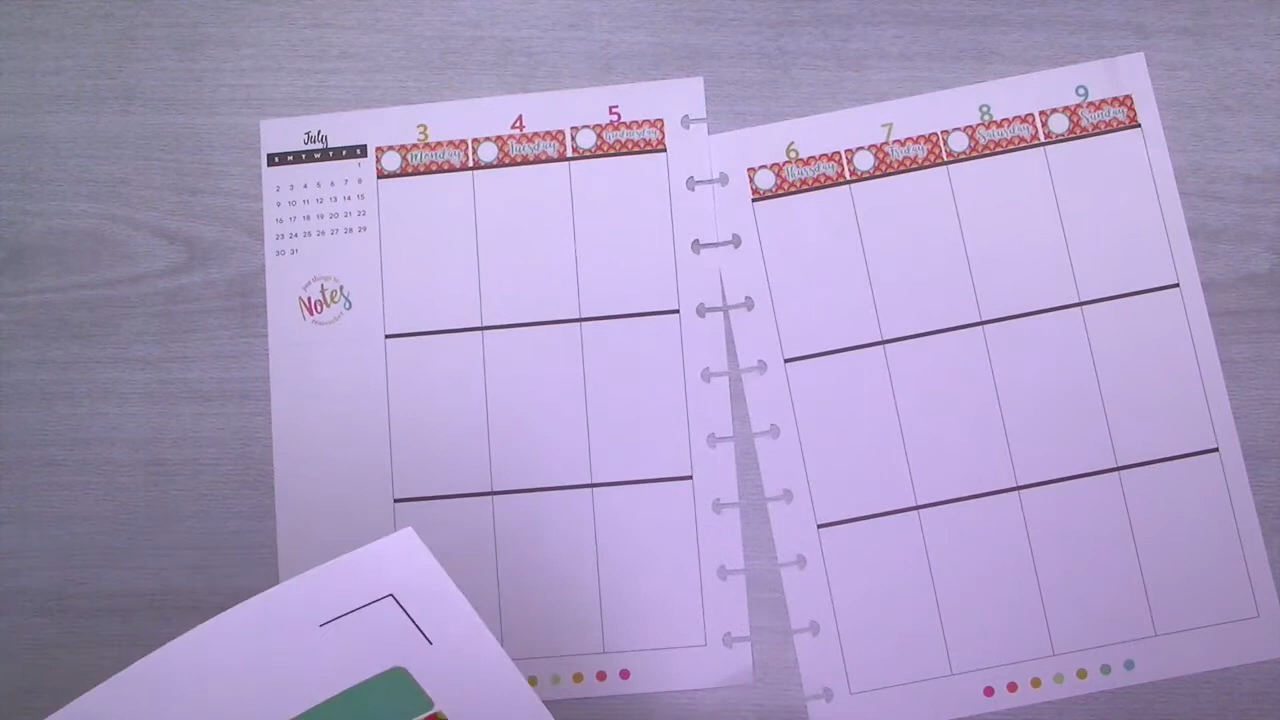 July
S M T W T F S
1
2 3 4 5 6 7 8
9 10 11 12 13 14 15
16 17 18 19 20 21 22
23 24 25 26 27 28 29
30 31
Notes
3 4 5
Monday Tuesday Wednesday
6 7 8 9
Thursday Friday Saturday Sunday